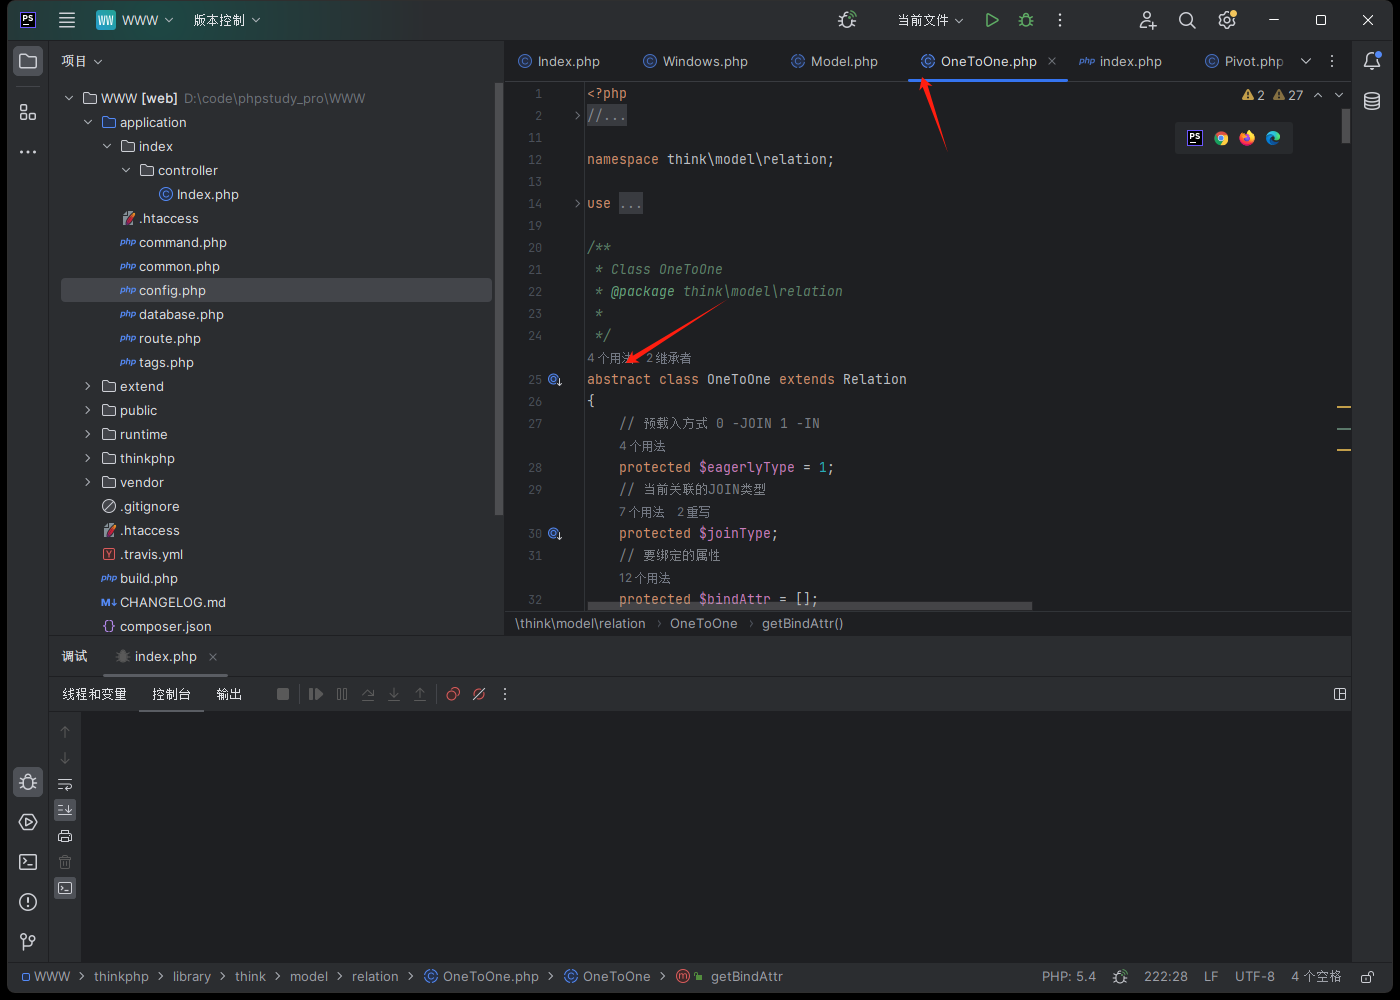 PS WW WWW 版本控制 当前文件
项目
WWW [web] D:\code\phpstudy_pro\WWW
application
index
controller
Index.php
.htaccess
command.php
common.php
config.php
database.php
route.php
tags.php
extend
public
runtime
thinkphp
vendor
.gitignore
.htaccess
.travis.yml
build.php
CHANGELOG.md
composer.json
Index.php Windows.php Model.php OneToOne.php index.php Pivot.php
2 27
1 <?php
2 //...
11
12 namespace think\model\relation;
13
14 use ...
19
20 /**
21 * Class OneToOne
22 * @package think\model\relation
23 *
24 */
4 个用法 2 继承者
25 abstract class OneToOne extends Relation
26 {
27 // 预载入方式 0 -JOIN 1 -IN
4 个用法
28 protected $eagerlyType = 1;
29 // 当前关联的JOIN类型
7 个用法 2 重写
30 protected $joinType;
31 // 要绑定的属性
12 个用法
32 protected $bindAttr = [];
\think\model\relation › OneToOne › getBindAttr()
调试 index.php
线程和变量 控制台 输出
WWW > thinkphp > library > think > model > relation > OneToOne.php > OneToOne > getBindAttr
PHP: 5.4 222:28 LF UTF-8 4 个空格